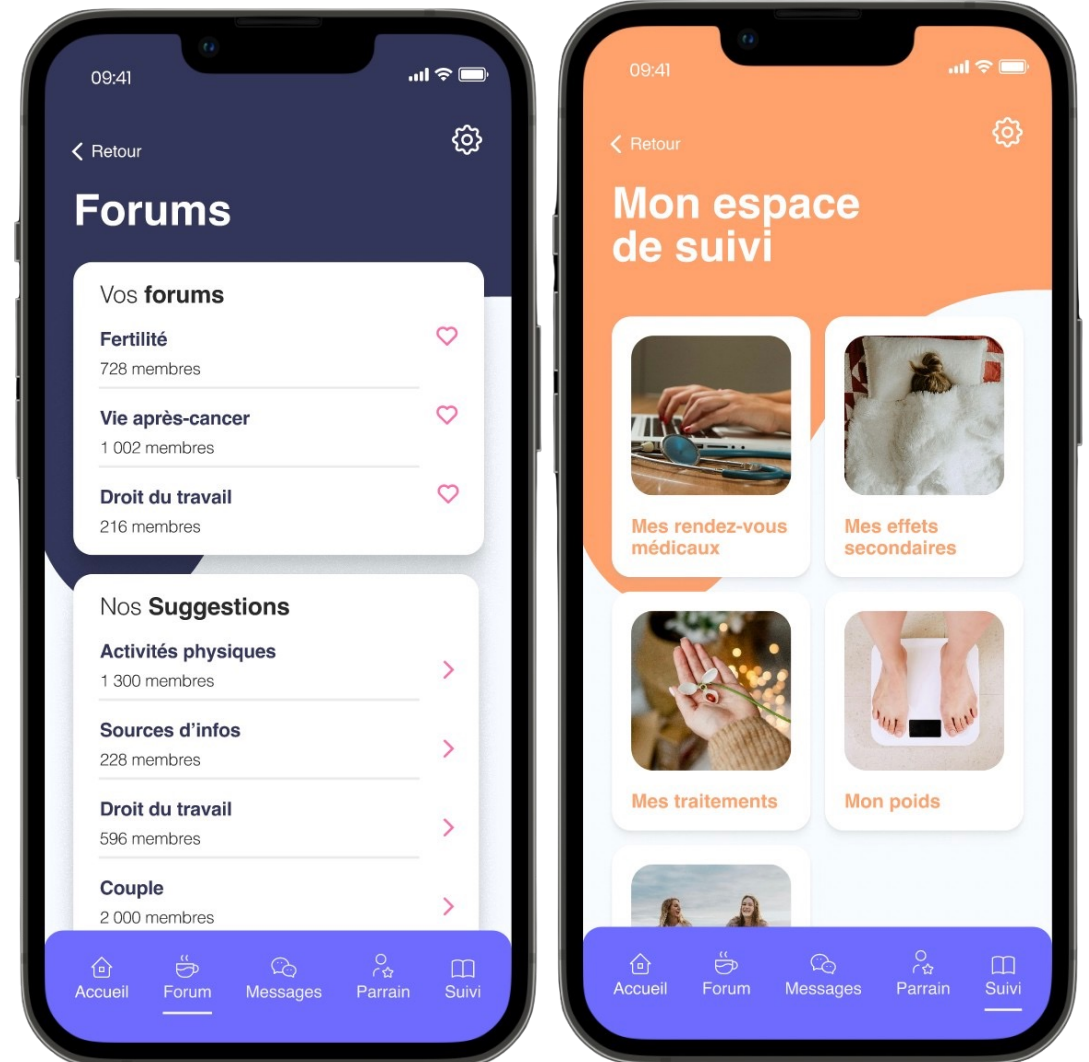 09:41
Retour
Forums
Vos forums
Fertilité
728 membres
Vie après-cancer
1 002 membres
Droit du travail
216 membres
Nos Suggestions
Activités physiques
1 300 membres
Sources d'infos
228 membres
Droit du travail
596 membres
Couple
2 000 membres
Accueil
Forum
Messages
Parrain
Suivi
09:41
Retour
Mon espace
de suivi
Mes rendez-vous
médicaux
Mes effets
secondaires
Mes traitements
Mon poids
Accueil
Forum
Messages
Parrain
Suivi